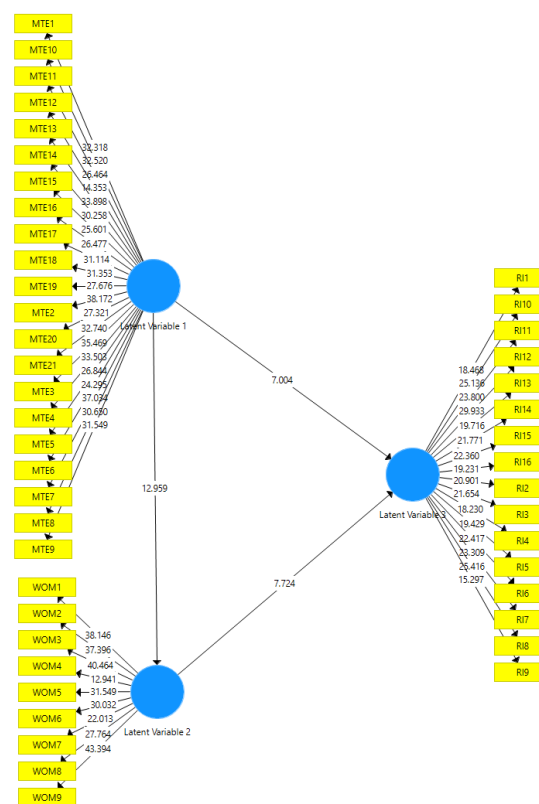 MTE1
MTE10
MTE11
MTE12
MTE13
MTE14
MTE15
MTE16
MTE17
MTE18
MTE19
MTE2
MTE20
MTE21
MTE3
MTE4
MTE5
MTE6
MTE7
MTE8
MTE9
32.318
32.520
26.464
14.353
33.898
30.258
25.601
26.477
31.114
31.353
27.676
38.172
27.321
32.740
35.469
33.503
26.844
24.295
37.034
30.650
31.549
Latent Variable 1
7.004
12.959
7.724
RI1
RI10
RI11
RI12
RI13
RI14
RI15
RI16
RI2
RI3
RI4
RI5
RI6
RI7
RI8
RI9
18.468
25.136
23.800
29.933
19.716
21.771
22.360
19.231
20.901
21.654
18.230
19.429
22.417
23.309
25.416
15.297
Latent Variable 3
WOM1
WOM2
WOM3
WOM4
WOM5
WOM6
WOM7
WOM8
WOM9
38.146
37.396
40.464
12.941
31.549
30.032
22.013
27.764
43.394
Latent Variable 2